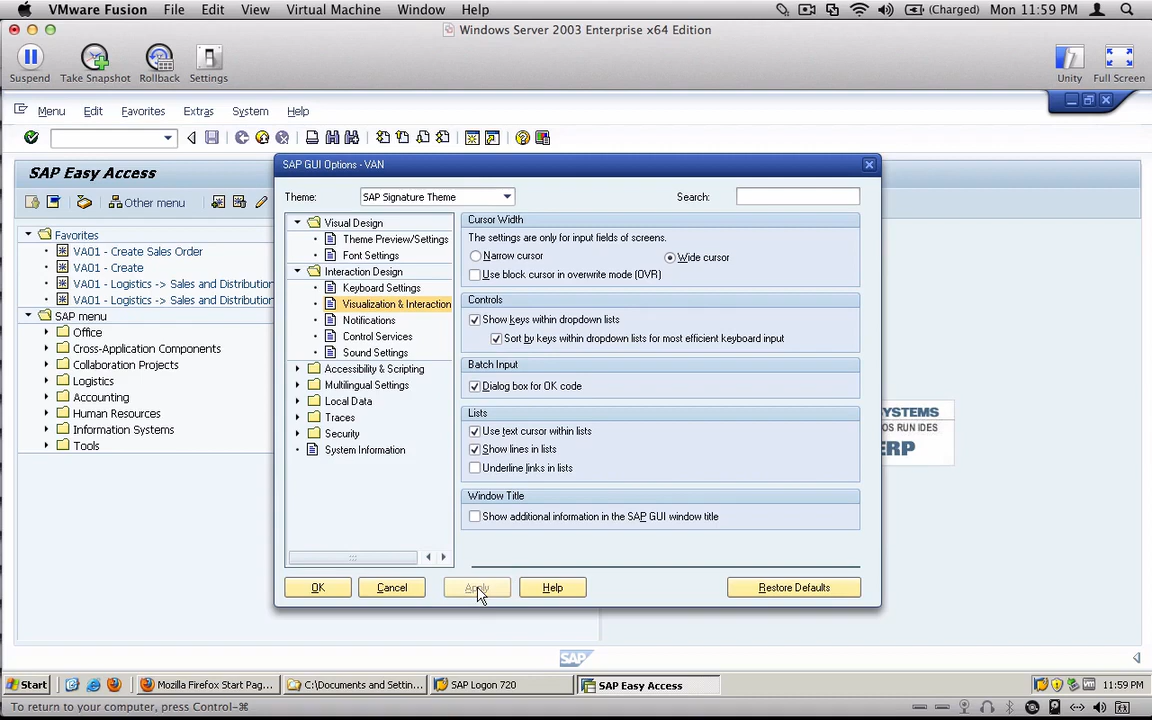 VMware Fusion File Edit View Virtual Machine Window Help (Charged) Mon 11:59 PM
Windows Server 2003 Enterprise x64 Edition
Suspend Take Snapshot Rollback Settings Unity Full Screen
Menu Edit Favorites Extras System Help
SAP Easy Access
Other menu
Favorites
VA01 - Create Sales Order
VA01 - Create
VA01 - Logistics -> Sales and Distribution
VA01 - Logistics -> Sales and Distribution
SAP menu
Office
Cross-Application Components
Collaboration Projects
Logistics
Accounting
Human Resources
Information Systems
Tools
SAP GUI Options - VAN
Theme: SAP Signature Theme Search:
Visual Design
Theme Preview/Settings
Font Settings
Interaction Design
Keyboard Settings
Visualization & Interaction
Notifications
Control Services
Sound Settings
Accessibility & Scripting
Multilingual Settings
Local Data
Traces
Security
System Information
Cursor Width
The settings are only for input fields of screens.
Narrow cursor Wide cursor
Use block cursor in overwrite mode (OVR)
Controls
Show keys within dropdown lists
Sort by keys within dropdown lists for most efficient keyboard input
Batch Input
Dialog box for OK code
Lists
Use text cursor within lists
Show lines in lists
Underline links in lists
Window Title
Show additional information in the SAP GUI window title
OK Cancel Apply Help Restore Defaults
SYSTEMS
OS RUN IDES
ERP
SAP
Start Mozilla Firefox Start Pag... C:\Documents and Settin... SAP Logon 720 SAP Easy Access 11:59 PM
To return to your computer, press Control-⌘